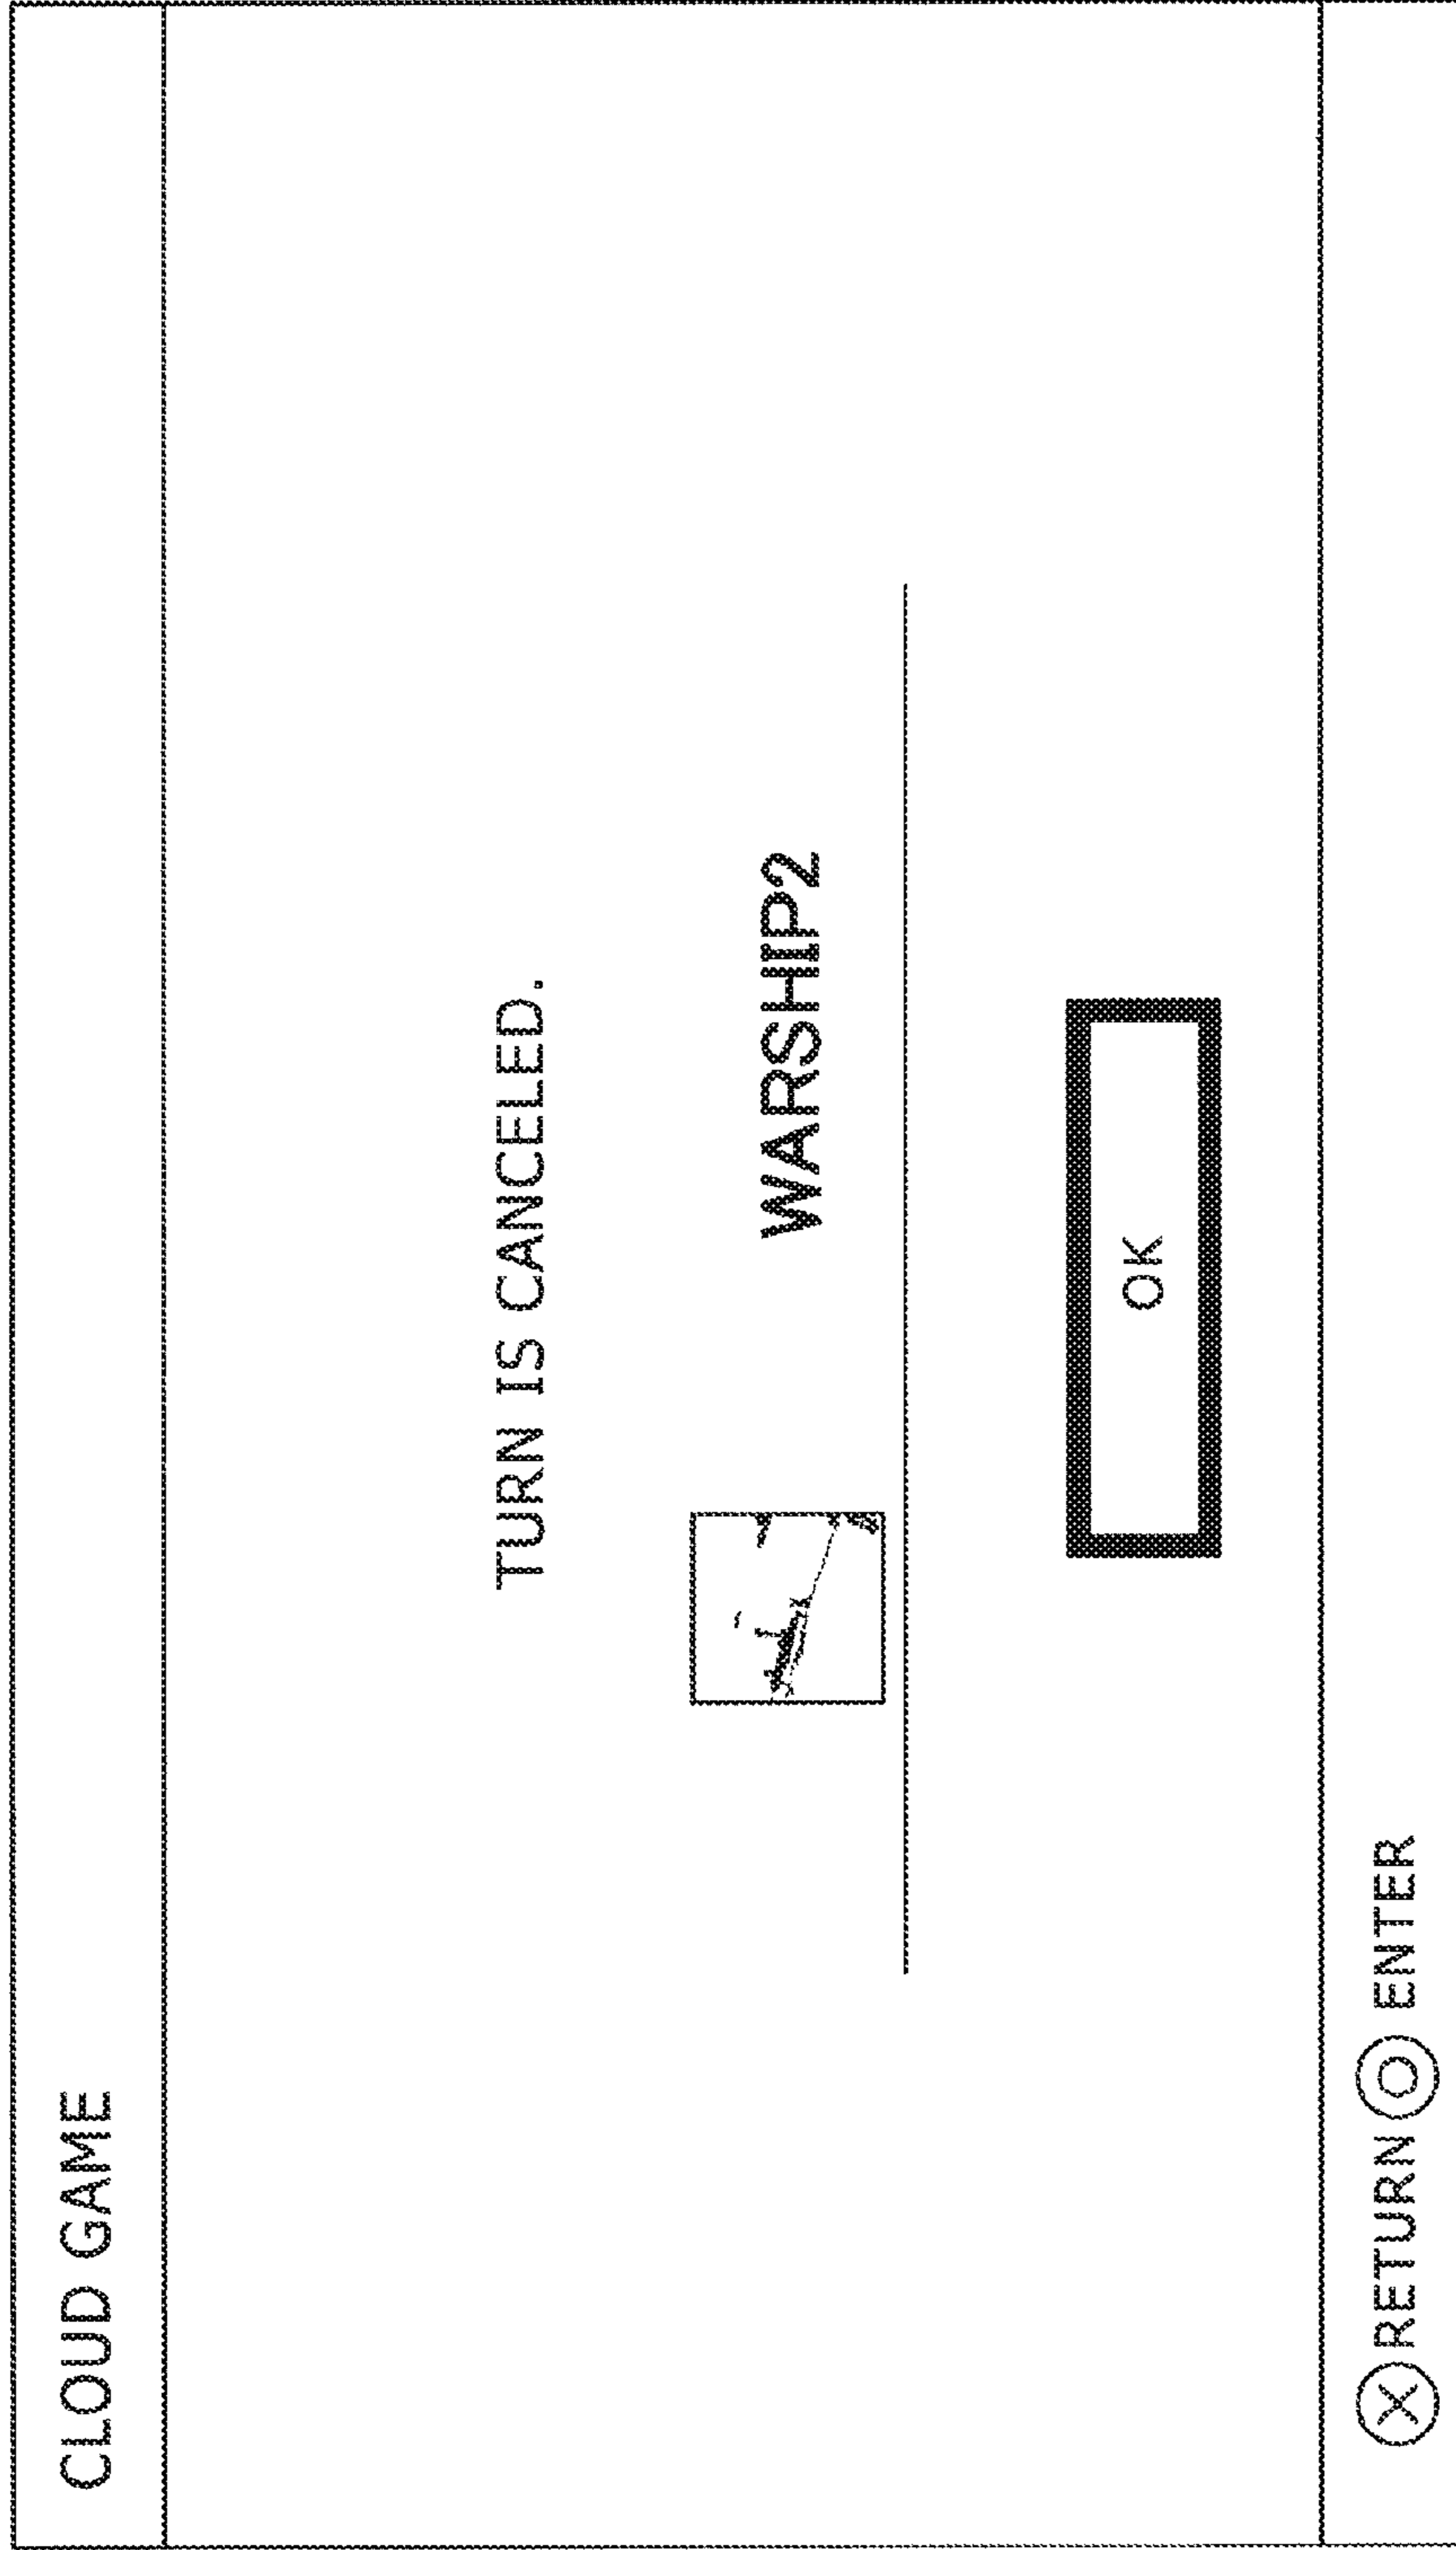 CLOUD GAME
TURN IS CANCELED.
WARSHIP2
OK
RETURN ENTER